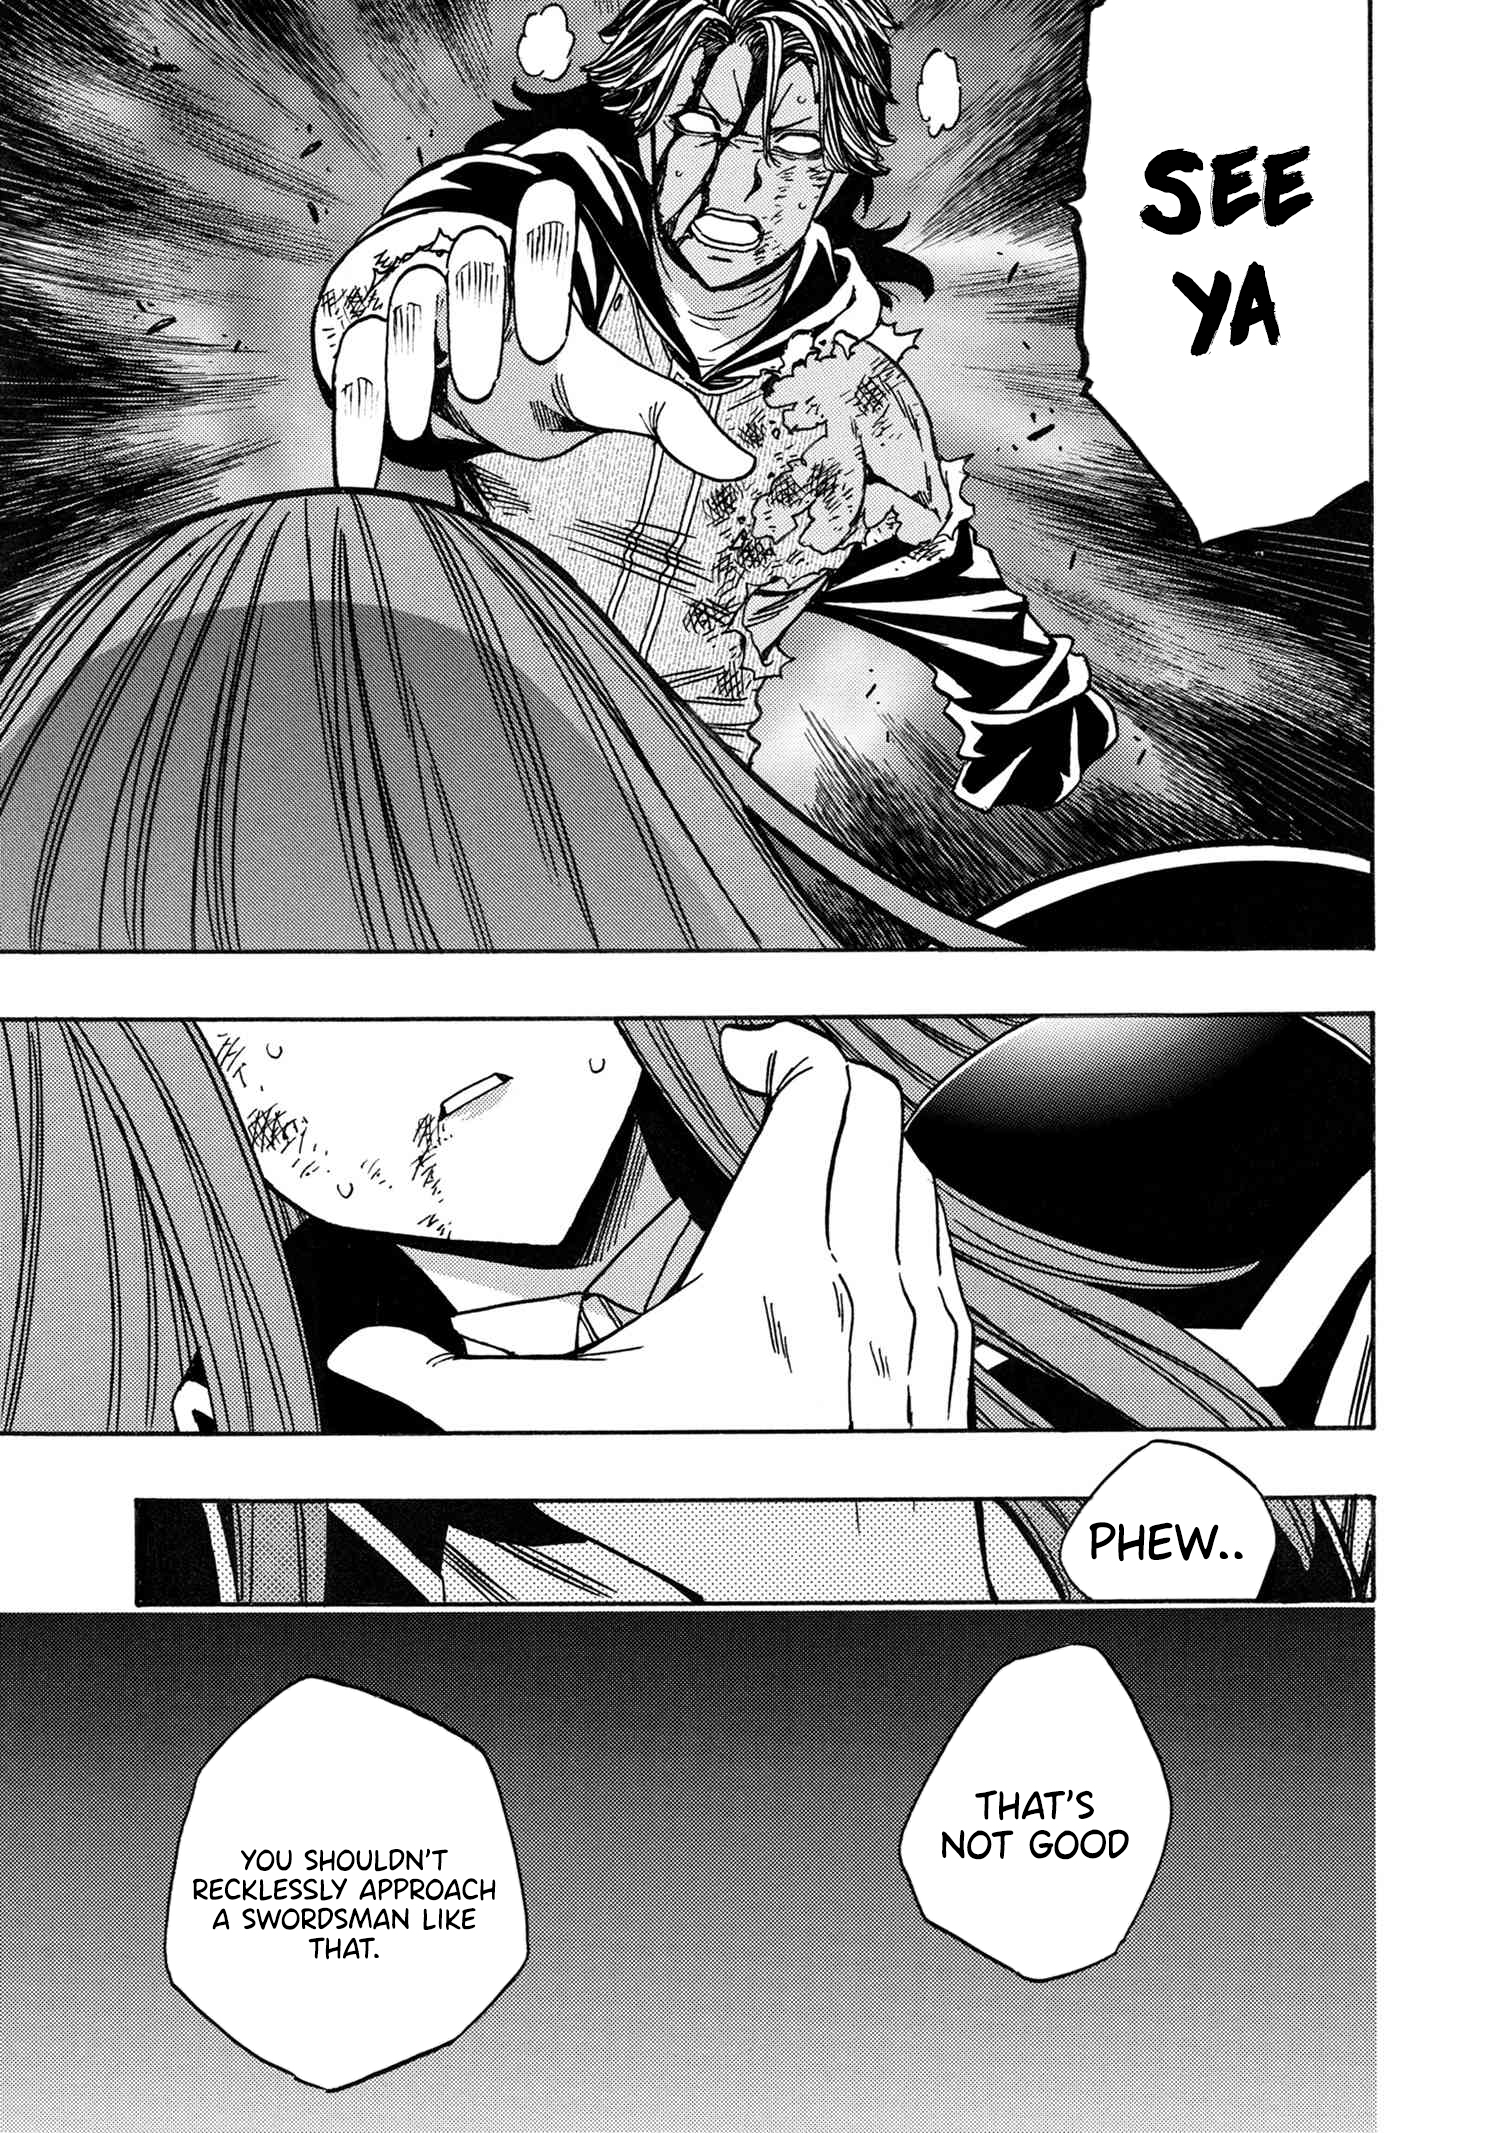 SEE
YA
PHEW..
THAT'S
NOT GOOD
YOU SHOULDN'T
RECKLESSLY APPROACH
A SWORDSMAN LIKE
THAT.